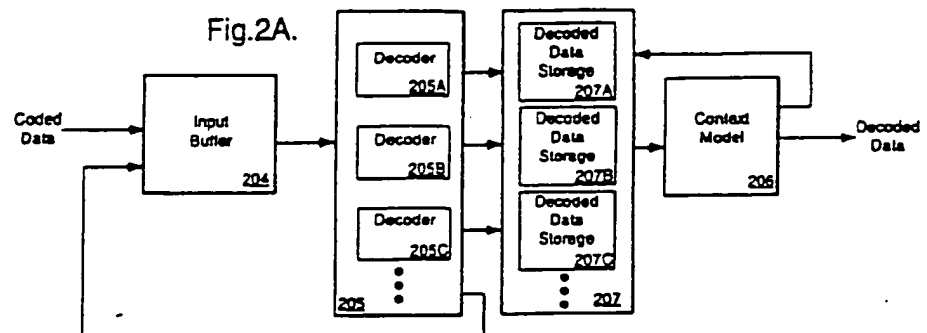 Fig.2A.
Coded
Data
Input
Buffer
204
Decoder
205A
Decoder
205B
Decoder
205C
205
Decoded
Data
Storage
207A
Decoded
Data
Storage
207B
Decoded
Data
Storage
207C
207
Context
Model
206
Decoded
Data